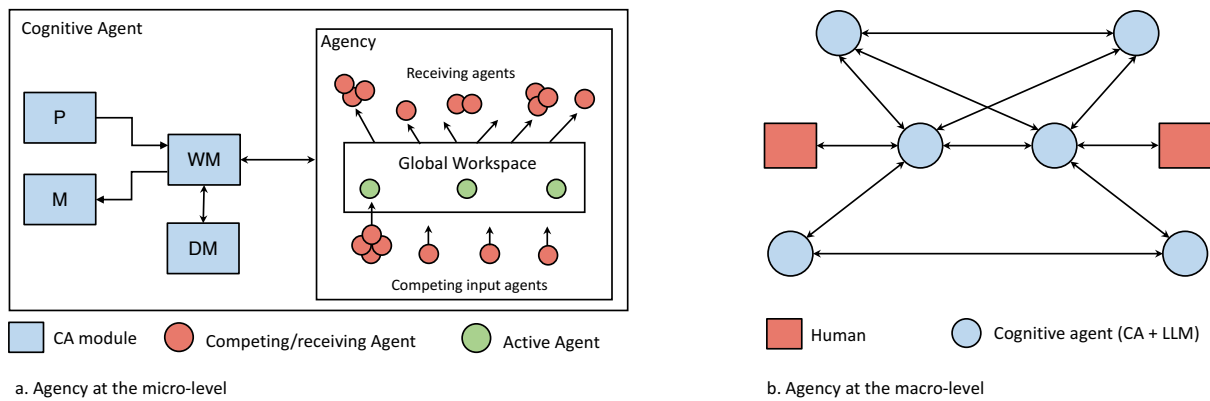 Cognitive Agent
Agency
Receiving agents
P
WM
M
DM
Global Workspace
Competing input agents
CA module
Competing/receiving Agent
Active Agent
a. Agency at the micro-level
Human
Cognitive agent (CA + LLM)
b. Agency at the macro-level